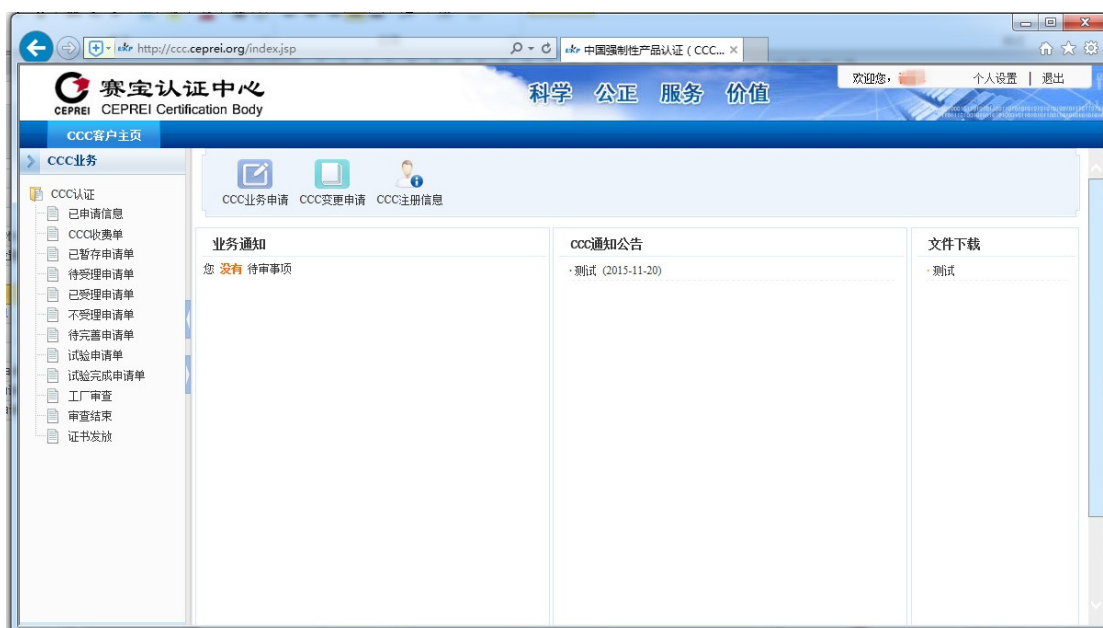 http://ccc.ceprei.org/index.jsp
中国强制性产品认证 ( CCC...
赛宝认证中心
CEPREI
CEPREI Certification Body
科学 公正 服务 价值
欢迎您，
个人设置 | 退出
CCC客户主页
CCC业务
CCC认证
已申请信息
CCC收费单
已暂存申请单
待受理申请单
已受理申请单
不受理申请单
待完善申请单
试验申请单
试验完成申请单
工厂审查
审查结束
证书发放
CCC业务申请 CCC变更申请 CCC注册信息
业务通知
您 没有 待审事项
ccc通知公告
·测试 (2015-11-20)
文件下载
·测试